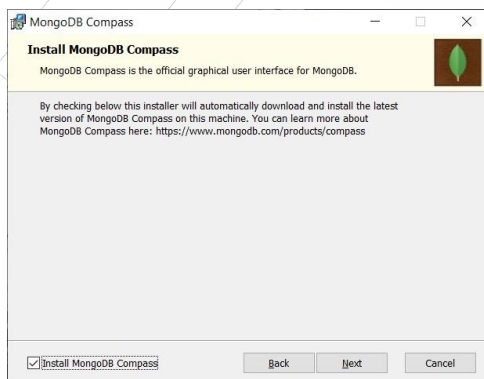 MongoDB Compass
Install MongoDB Compass
MongoDB Compass is the official graphical user interface for MongoDB.
By checking below this installer will automatically download and install the latest
version of MongoDB Compass on this machine. You can learn more about
MongoDB Compass here: https://www.mongodb.com/products/compass
Install MongoDB Compass
Back
Next
Cancel